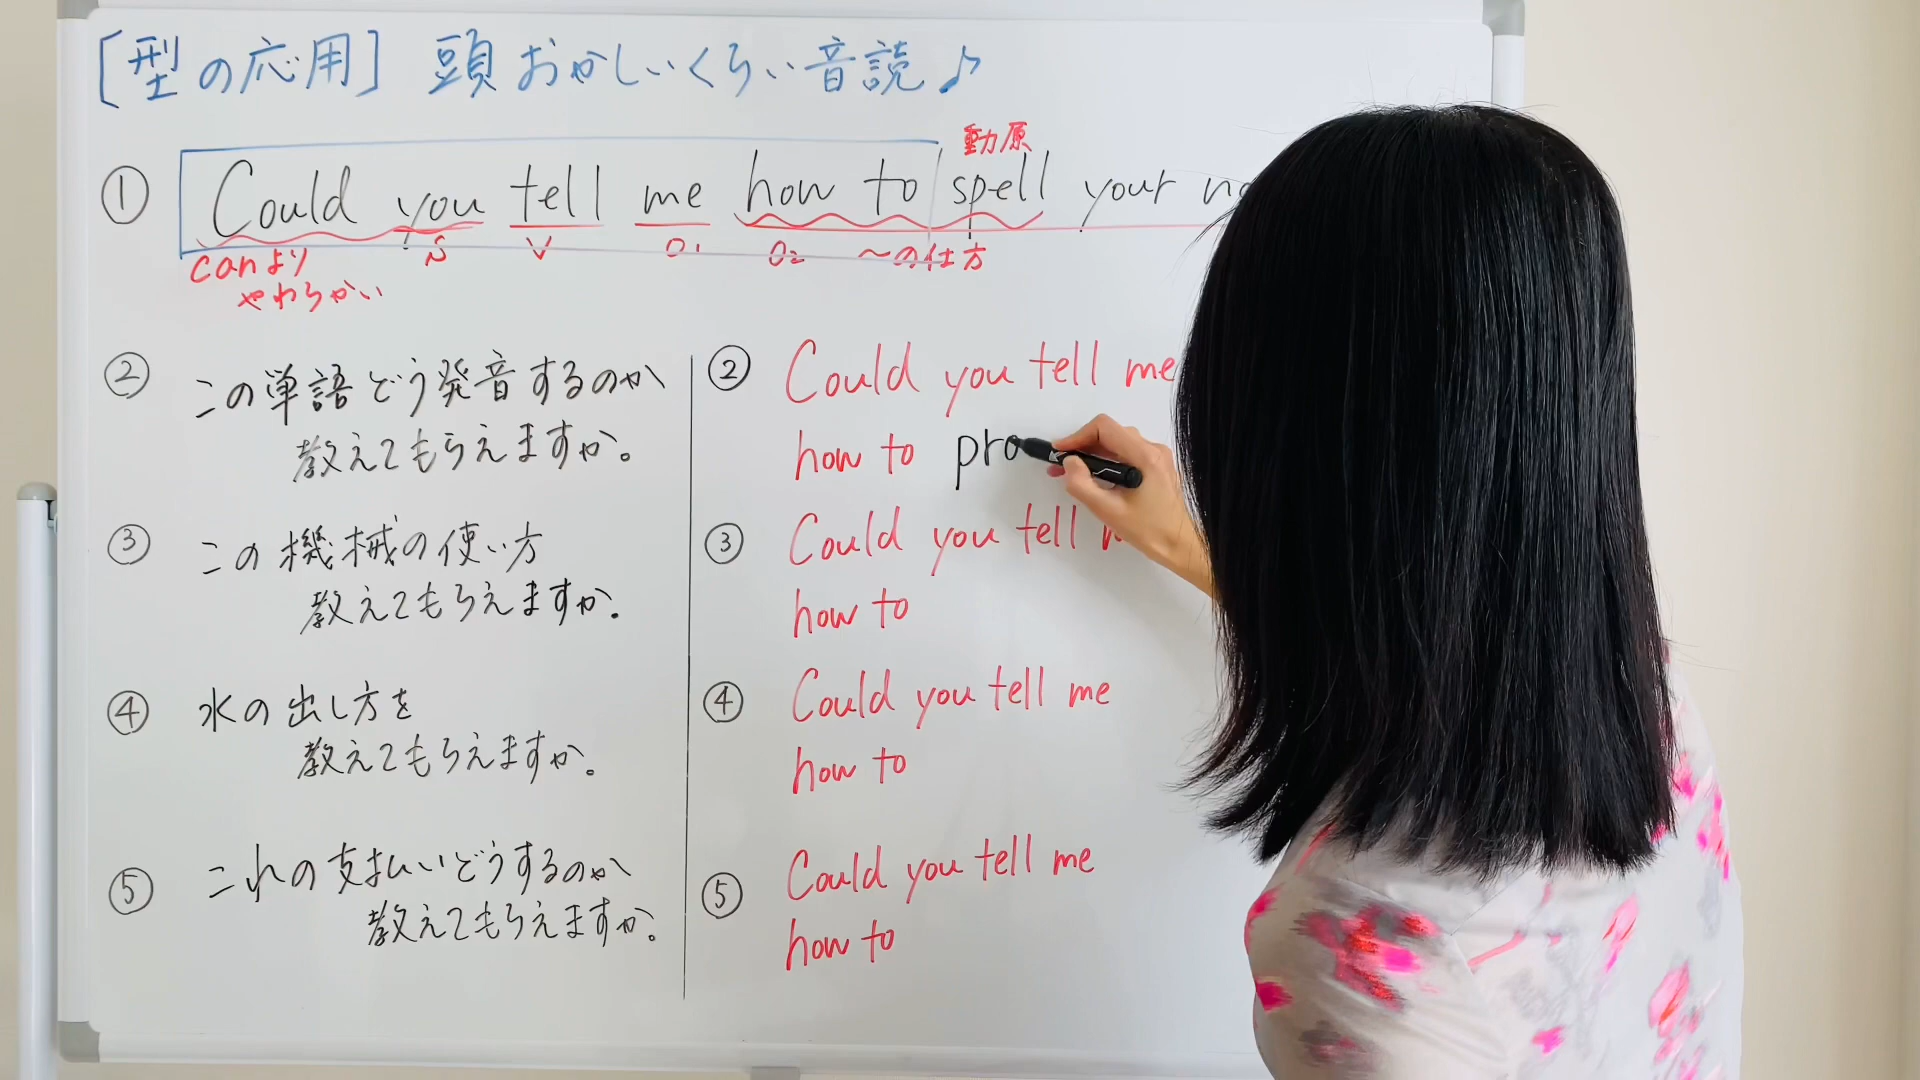 [型の応用] 頭おかしいくらい音読♪
動原
① Could you tell me how to spell your
S V O1 O2 〜の仕方
canより
やわらかい
② この単語どう発音するのか
教えてもらえますか。
③ この機械の使い方
教えてもらえますか。
④ 水の出し方を
教えてもらえますか。
⑤ これの支払いどうするのか
教えてもらえますか。
② Could you tell me
how to pro
③ Could you tell
how to
④ Could you tell me
how to
⑤ Could you tell me
how to